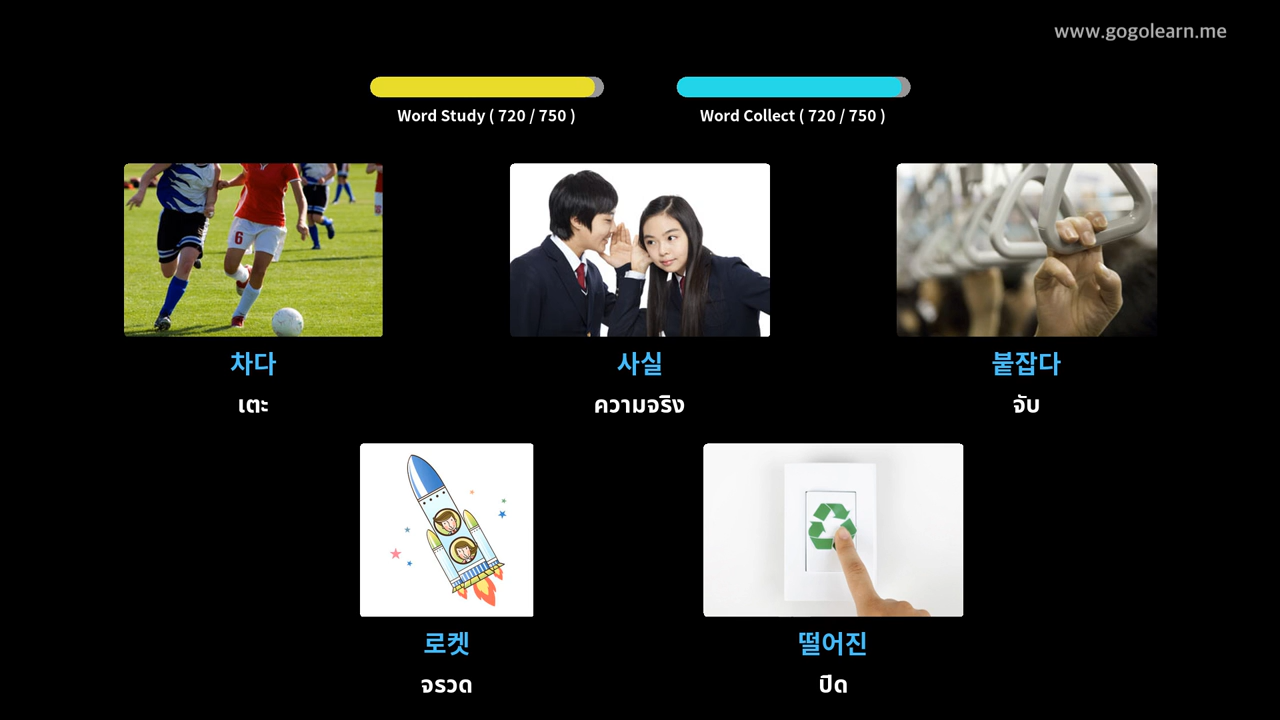 www.gogolearn.me
Word Study ( 720 / 750 )
Word Collect ( 720 / 750 )
차다
เตะ
사실
ความจริง
붙잡다
จับ
로켓
จรวด
떨어진
ปิด
6